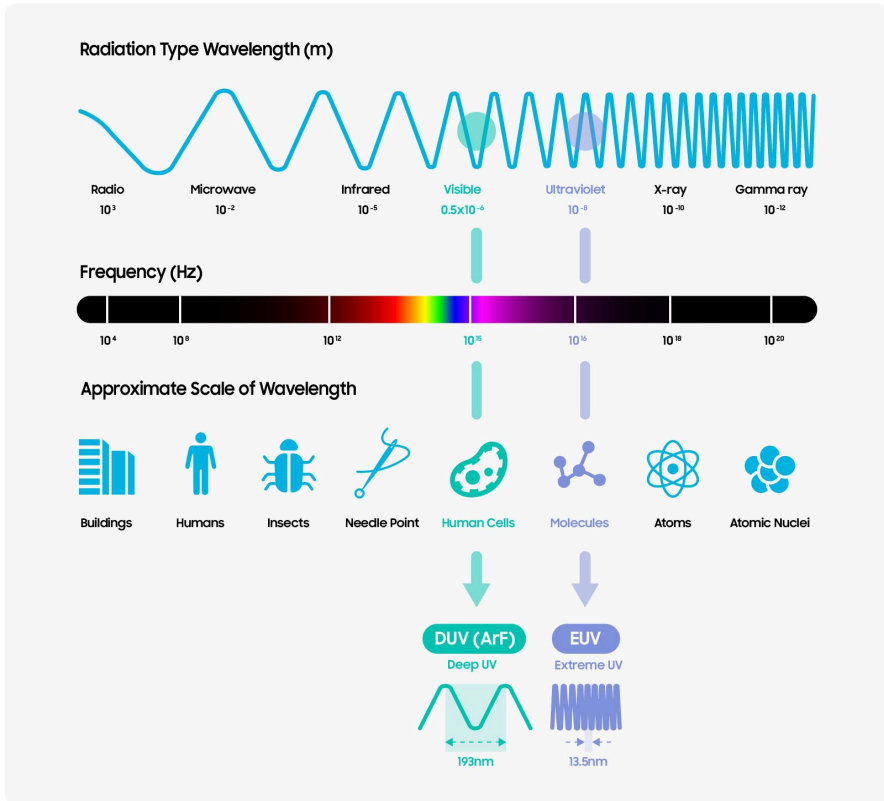 Radiation Type Wavelength (m)
Radio Microwave Infrared Visible Ultraviolet X-ray Gamma ray
10³ 10⁻² 10⁻⁵ 0.5x10⁻⁶ 10⁻⁸ 10⁻¹⁰ 10⁻¹²
Frequency (Hz)
10⁴ 10⁸ 10¹² 10¹⁵ 10¹⁶ 10¹⁸ 10²⁰
Approximate Scale of Wavelength
Buildings Humans Insects Needle Point Human Cells Molecules Atoms Atomic Nuclei
DUV (ArF) EUV
Deep UV Extreme UV
193nm 13.5nm